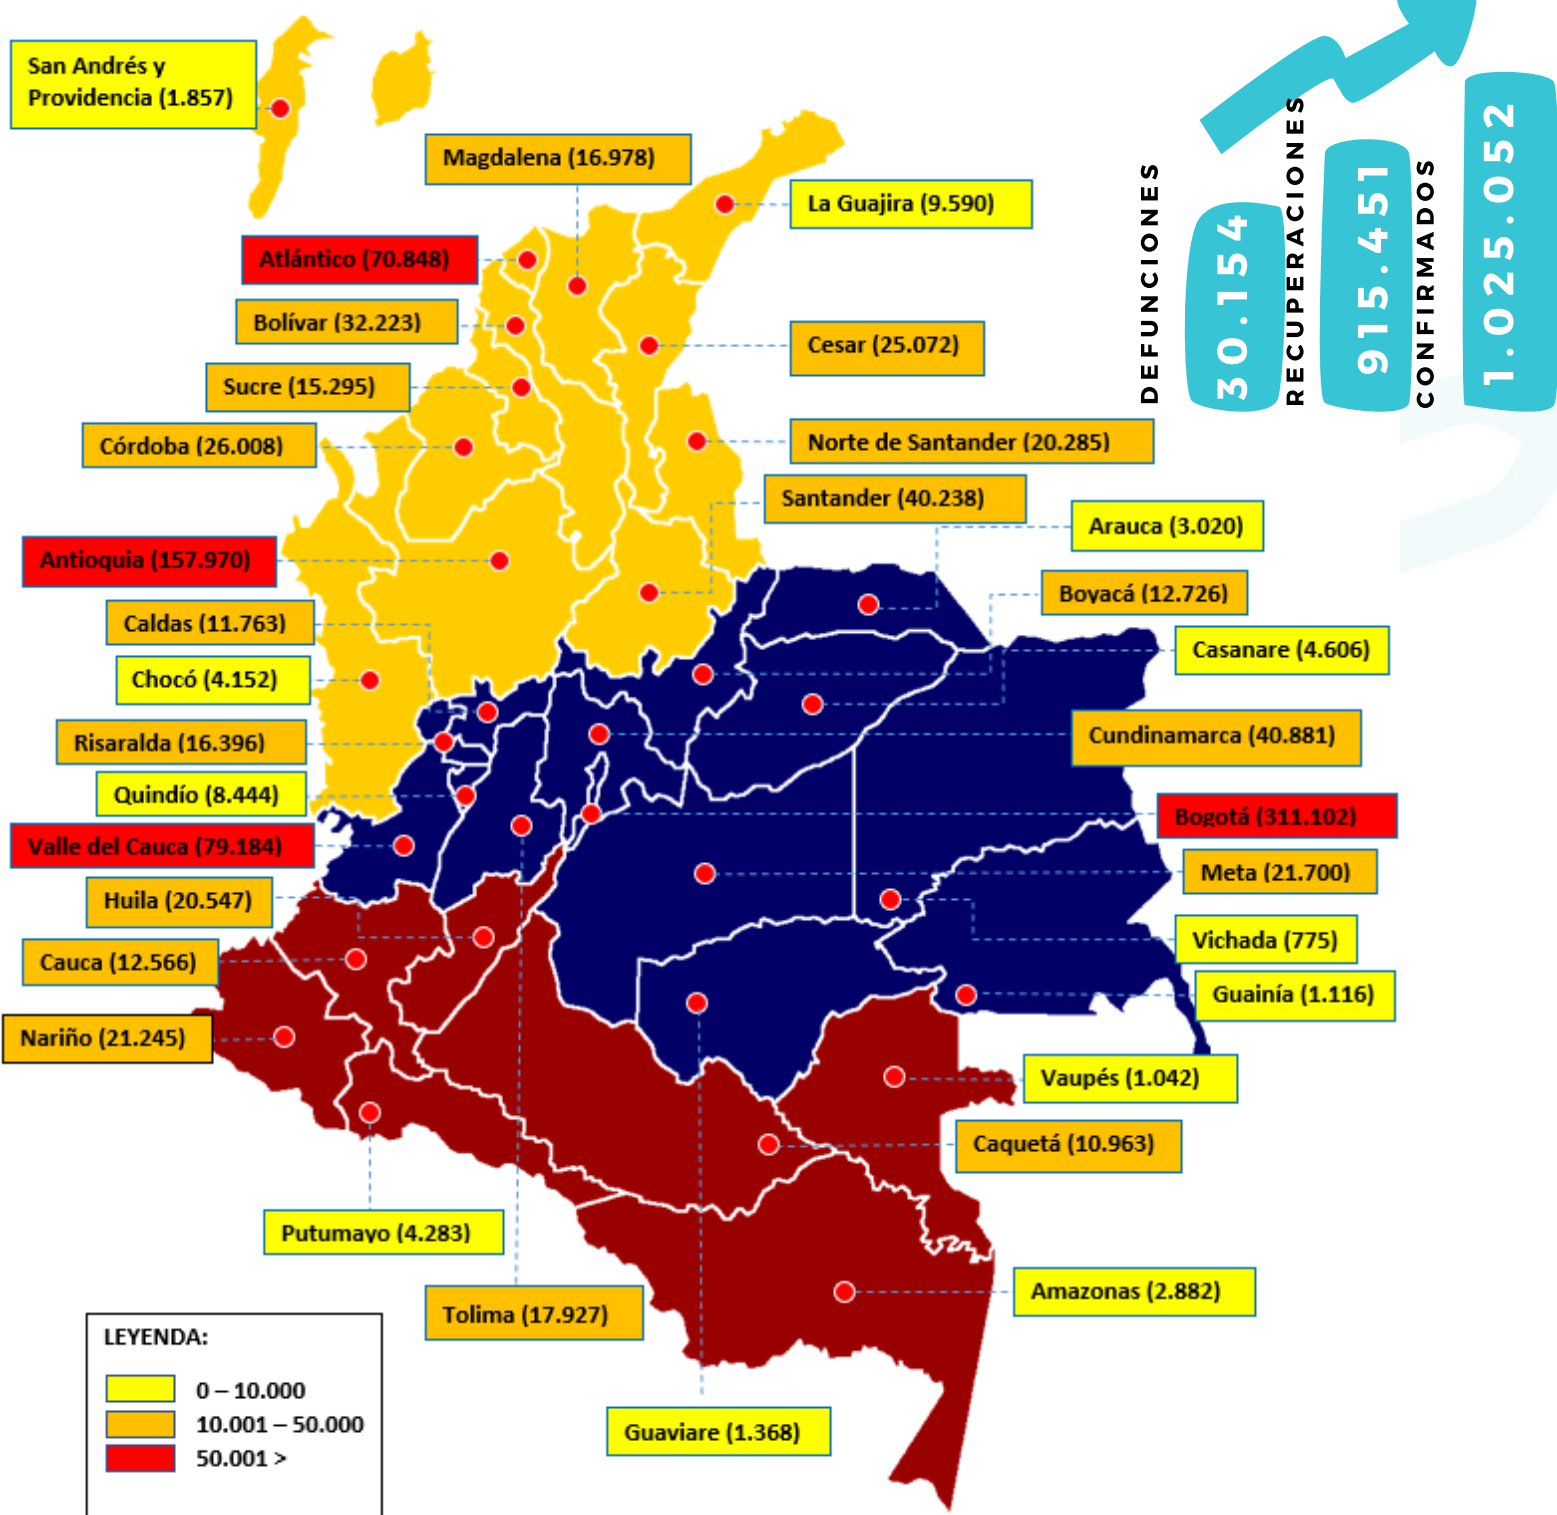 San Andrés y
Providencia (1.857)
Magdalena (16.978)
La Guajira (9.590)
Atlántico (70.848)
Bolívar (32.223)
Cesar (25.072)
Sucre (15.295)
Córdoba (26.008)
Norte de Santander (20.285)
Santander (40.238)
Arauca (3.020)
Antioquia (157.970)
Boyacá (12.726)
Caldas (11.763)
Casanare (4.606)
Chocó (4.152)
Risaralda (16.396)
Cundinamarca (40.881)
Quindío (8.444)
Bogotá (311.102)
Valle del Cauca (79.184)
Meta (21.700)
Huila (20.547)
Vichada (775)
Cauca (12.566)
Guainía (1.116)
Nariño (21.245)
Vaupés (1.042)
Caquetá (10.963)
Putumayo (4.283)
Amazonas (2.882)
Tolima (17.927)
Guaviare (1.368)
LEYENDA:
0 – 10.000
10.001 – 50.000
50.001 >
DEFUNCIONES
30.154
RECUPERACIONES
915.451
CONFIRMADOS
1.025.052